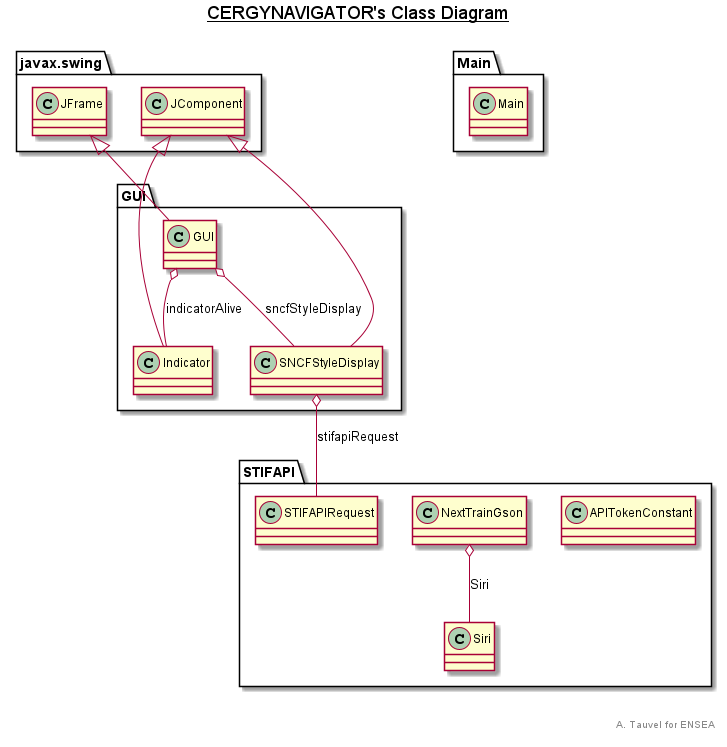 CERGYNAVIGATOR's Class Diagram
javax.swing
Main
C JFrame
C JComponent
C Main
GUI
C GUI
indicatorAlive
sncfStyleDisplay
C Indicator
C SNCFStyleDisplay
stifapiRequest
STIFAPI
C STIFAPIRequest
C NextTrainGson
C APITokenConstant
Siri
C Siri
A. Tauvel for ENSEA